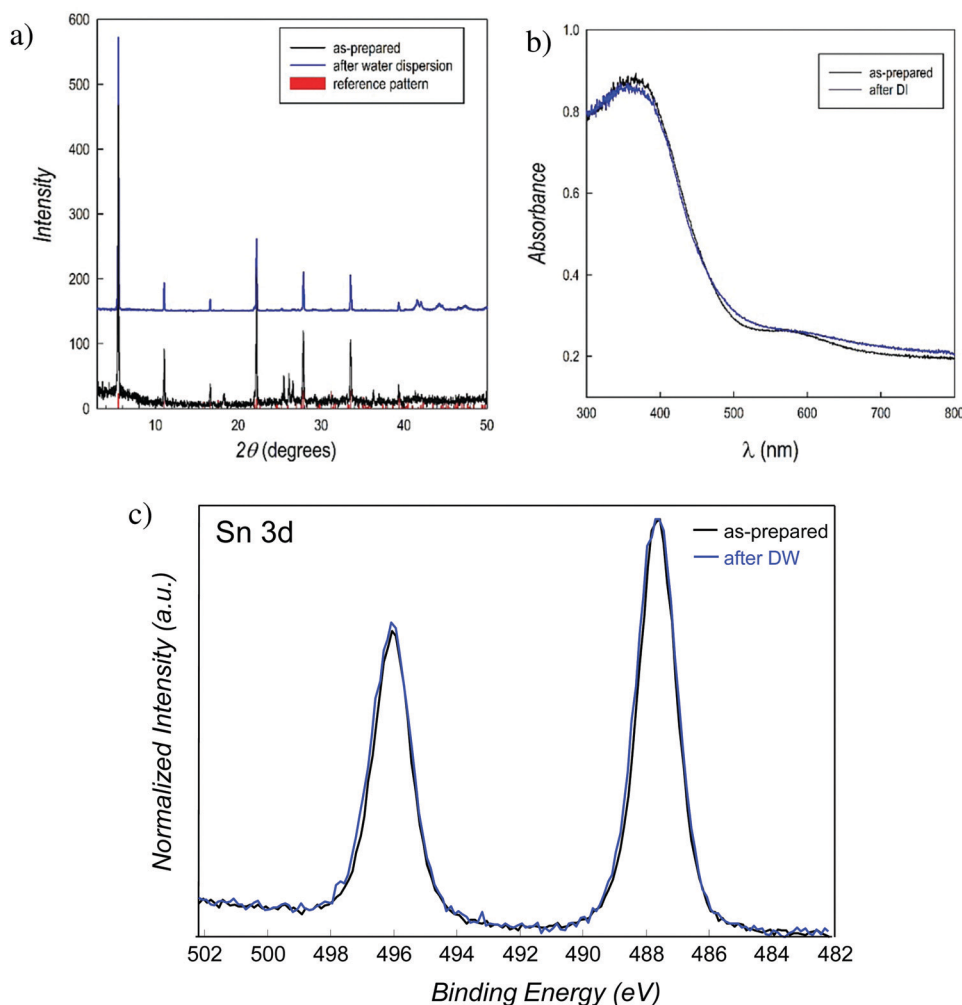 a)
600
500
400
300
200
100
0
Intensity
as-prepared
after water dispersion
reference pattern
10 20 30 40 50
2θ (degrees)
b)
1.0
0.8
0.6
0.4
0.2
Absorbance
as-prepared
after DI
300 400 500 600 700 800
λ (nm)
c)
Sn 3d
as-prepared
after DW
Normalized Intensity (a.u.)
502 500 498 496 494 492 490 488 486 484 482
Binding Energy (eV)